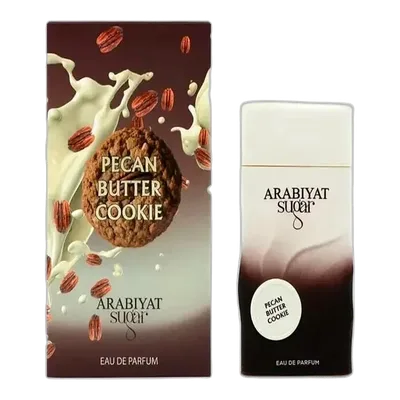 PECAN
BUTTER
COOKIE
ARABIYAT
sugar
EAU DE PARFUM
ARABIYAT
sugar
PECAN
BUTTER
COOKIE
EAU DE PARFUM